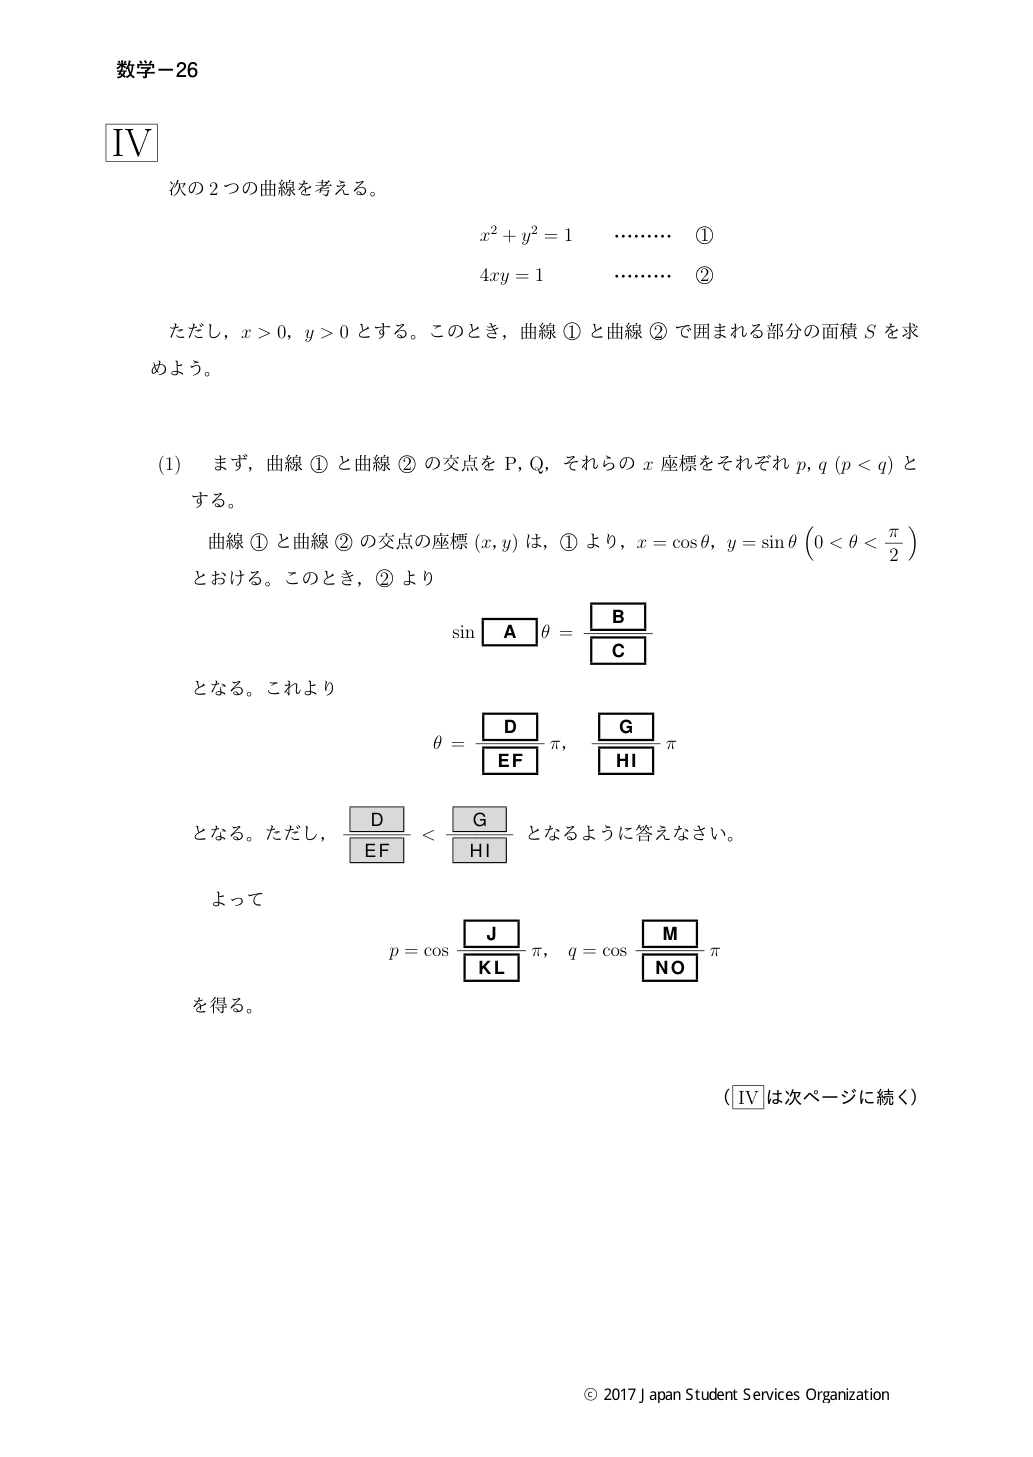 数学－26
IV
次の 2 つの曲線を考える。
x² + y² = 1 ……… ①
4xy = 1 ……… ②
ただし，x > 0，y > 0 とする。このとき，曲線 ① と曲線 ② で囲まれる部分の面積 S を求
めよう。
(1) まず，曲線 ① と曲線 ② の交点を P, Q，それらの x 座標をそれぞれ p, q (p < q) と
する。
曲線 ① と曲線 ② の交点の座標 (x, y) は，① より，x = cos θ，y = sin θ (0 < θ < π/2)
とおける。このとき，② より
sin A θ = B/C
となる。これより
θ = D/EF π， G/HI π
となる。ただし， D/EF < G/HI となるように答えなさい。
よって
p = cos J/KL π， q = cos M/NO π
を得る。
（IV は次ページに続く）
© 2017 Japan Student Services Organization